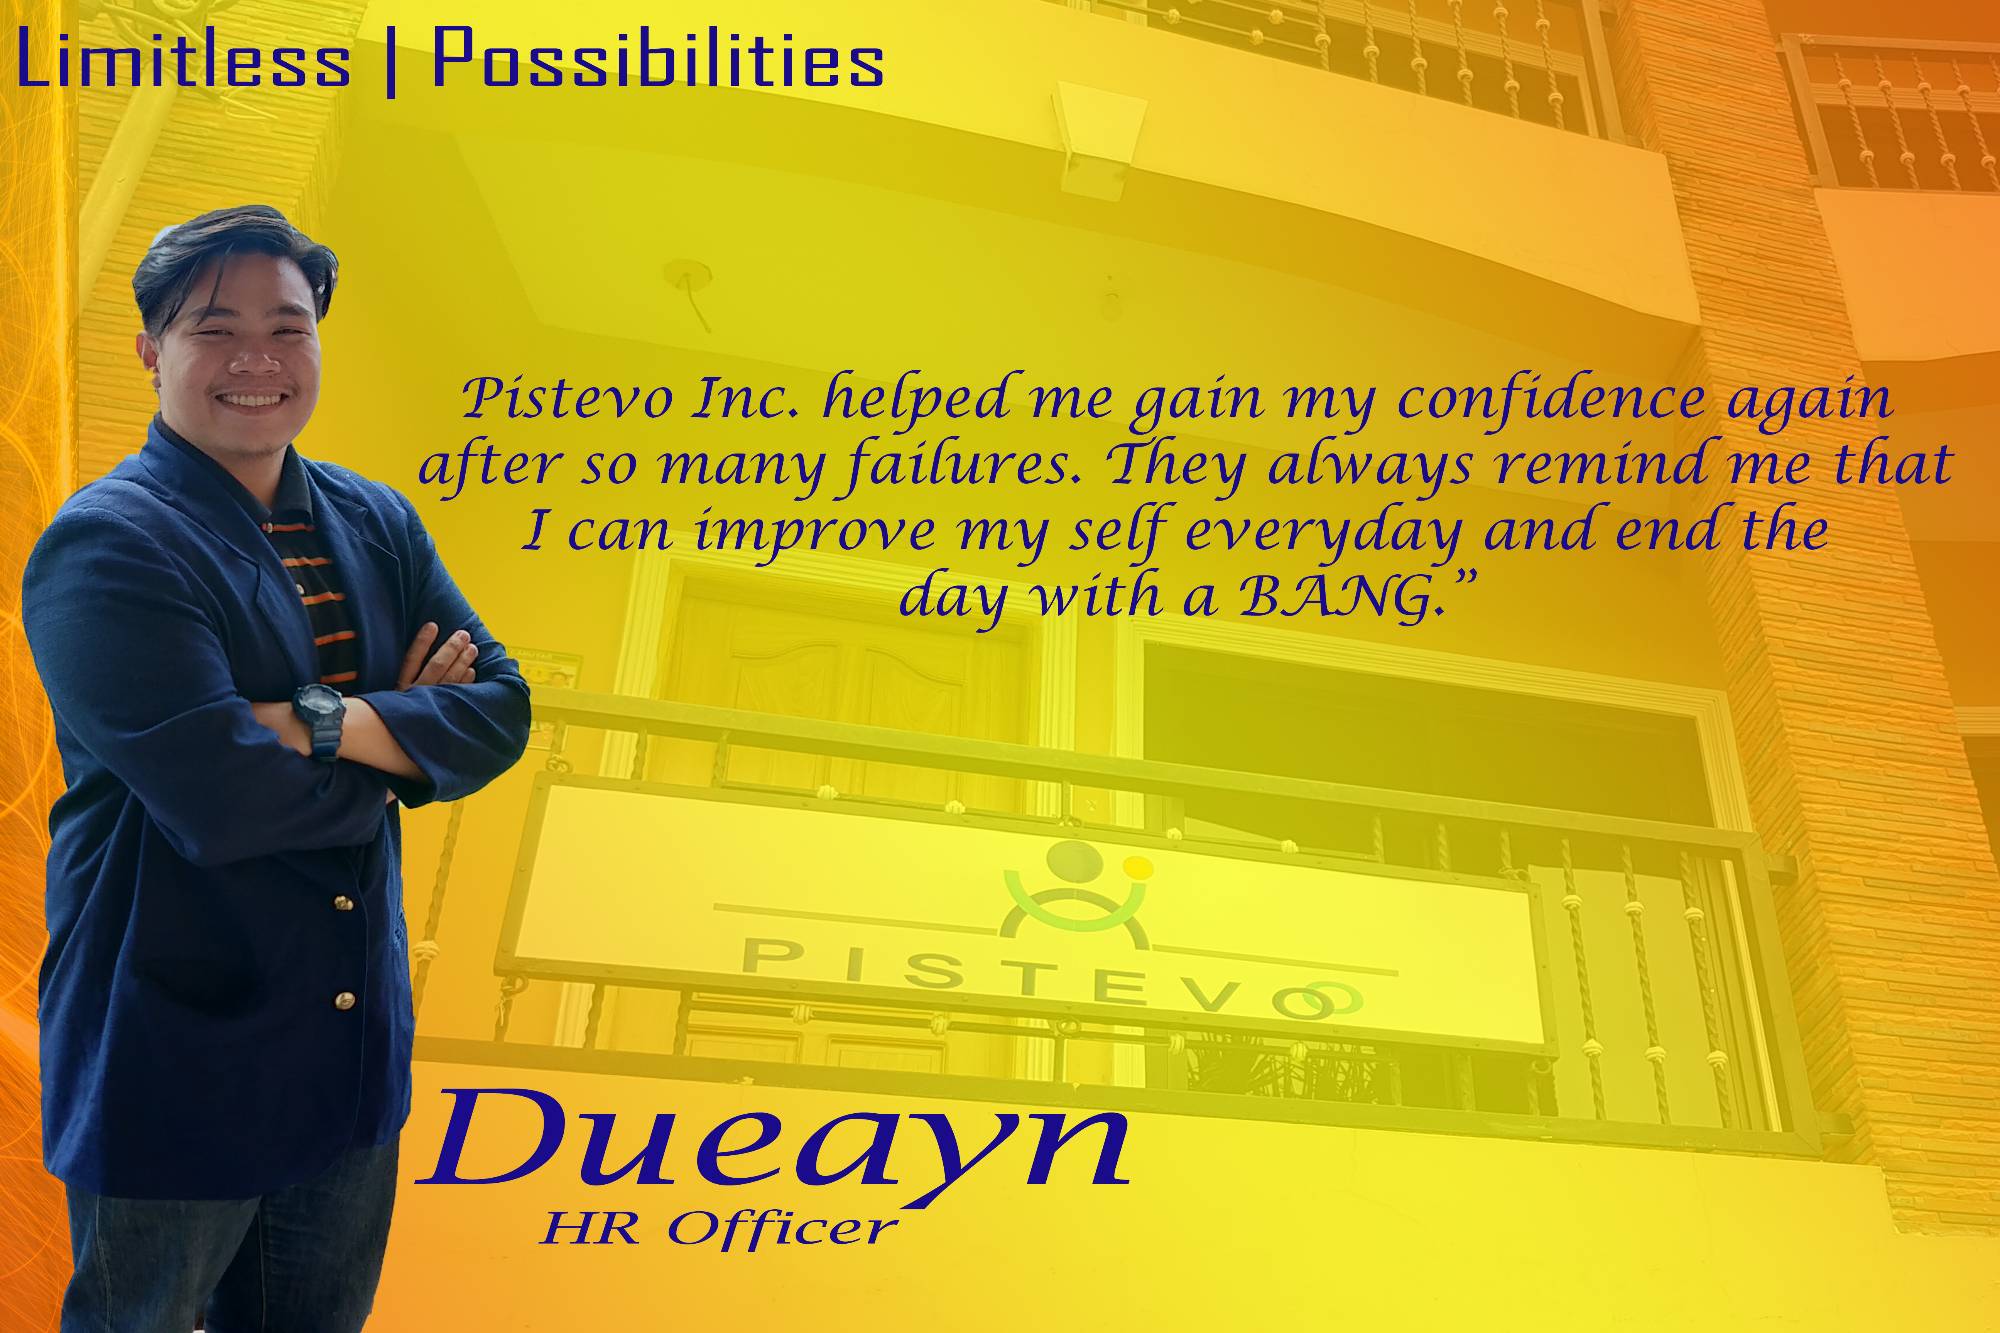 Limitless | Possibilities
Pistevo Inc. helped me gain my confidence again
after so many failures. They always remind me that
I can improve my self everyday and end the
day with a BANG.”
PISTEVO
Dueayn
HR Officer